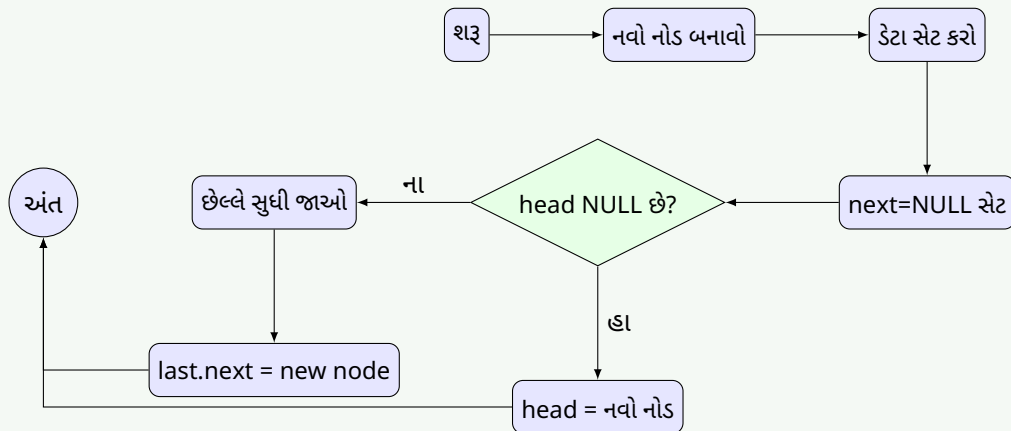 શરૂ
નવો નોડ બનાવો
ડેટા સેટ કરો
next=NULL સેટ
head NULL છે?
ના
છેલ્લે સુધી જાઓ
અંત
હા
last.next = new node
head = નવો નોડ